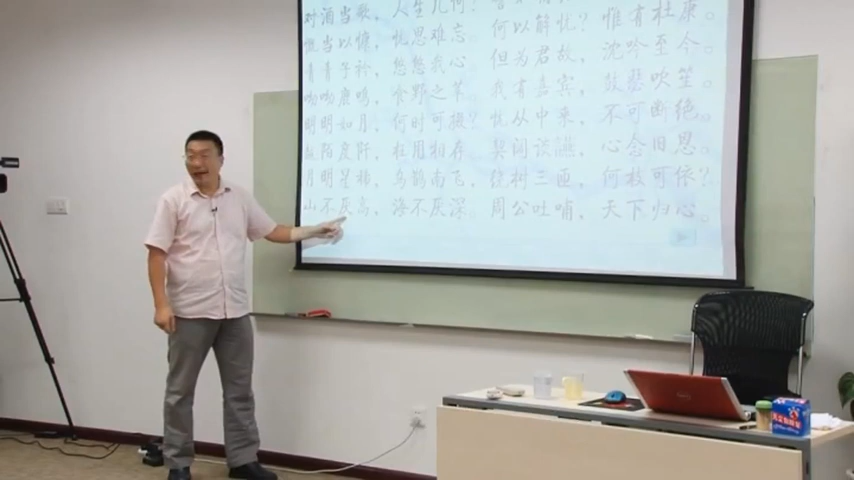 对酒当歌，人生几何？
慨当以慷，忧思难忘。何以解忧？惟有杜康。
青青子衿，悠悠我心。但为君故，沈吟至今。
呦呦鹿鸣，食野之苹。我有嘉宾，鼓瑟吹笙。
明明如月，何时可掇？忧从中来，不可断绝。
越陌度阡，枉用相存。契阔谈讌，心念旧恩。
月明星稀，乌鹊南飞，绕树三匝，何枝可依？
山不厌高，海不厌深。周公吐哺，天下归心。